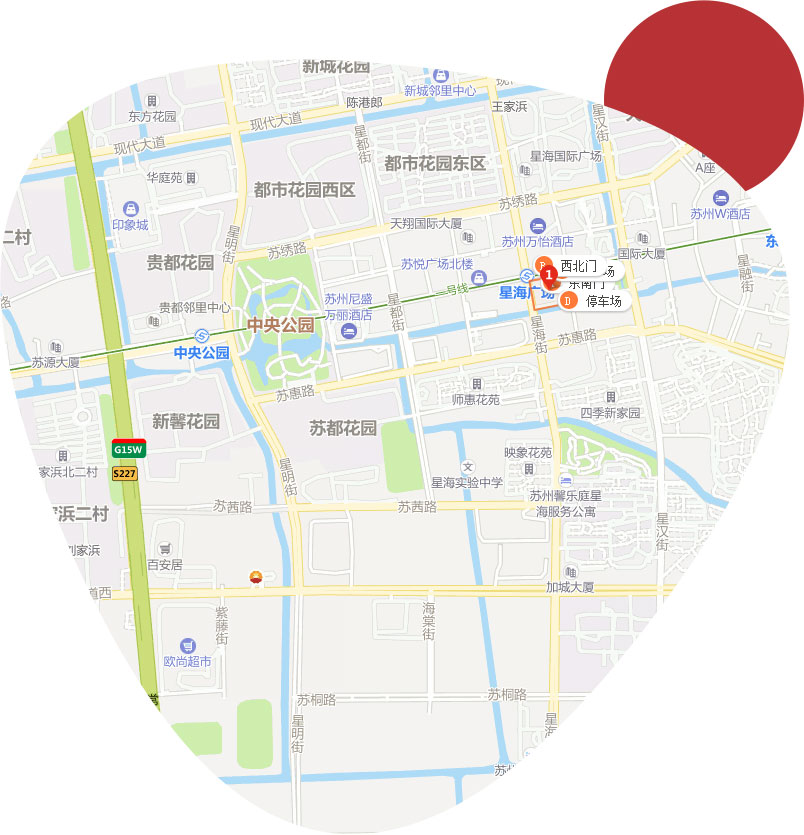 新城花园
新城邻里中心
陈港郎
王家浜
东方花园
现代大道
现代大道
星都街
星汉街
都市花园东区
星海国际广场
华庭苑
A座
都市花园西区
苏绣路
印象城
苏州W酒店
天翔国际大厦
苏州万怡酒店
星明街
苏绣路
国际大厦
二村
贵都花园
苏悦广场北楼
西北门
场
东南门
停车场
1
D
号线
星海广场
星融街
东
苏州尼盛
万丽酒店
星都街
贵都邻里中心
中央公园
星海街
苏惠路
苏源大厦
中央公园
苏惠路
师惠花苑
四季新家园
新馨花园
苏都花园
G15W
S227
映象花苑
家浜北二村
星明街
星海实验中学
苏州馨乐庭星
海服务公寓
苏茜路
苏茜路
浜二村
星汉街
刘家浜
百安居
加城大厦
道西
紫藤街
海棠街
欧尚超市
苏桐路
苏桐路
星明街
星海街